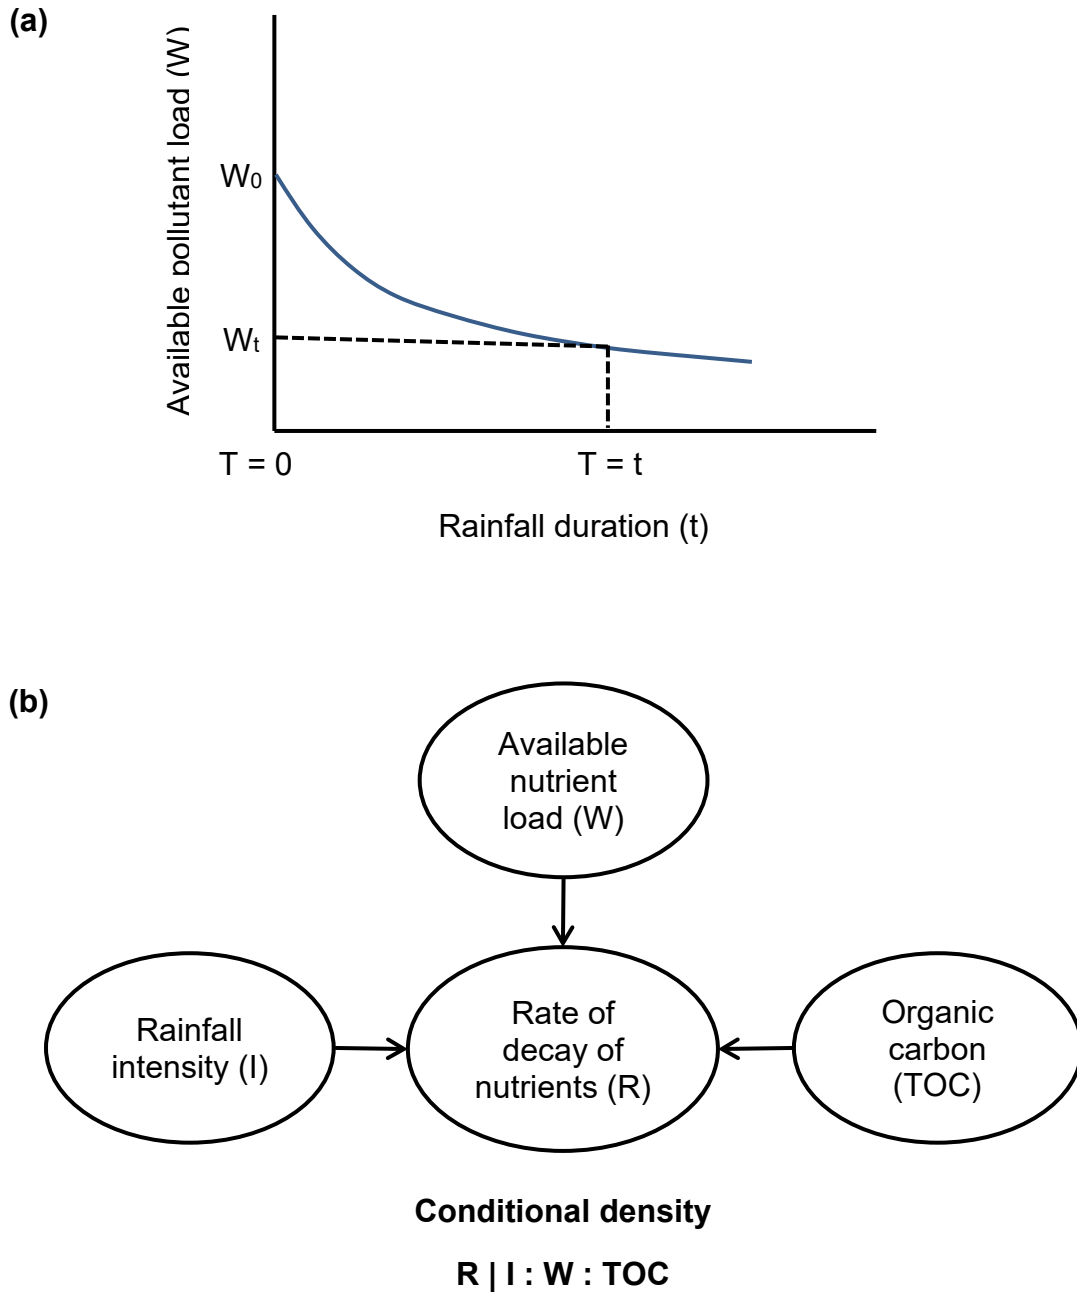 (a)
Available pollutant load (W)
W₀
Wₜ
T = 0
T = t
Rainfall duration (t)
(b)
Available
nutrient
load (W)
Rainfall
intensity (I)
Rate of
decay of
nutrients (R)
Organic
carbon
(TOC)
Conditional density
R | I : W : TOC